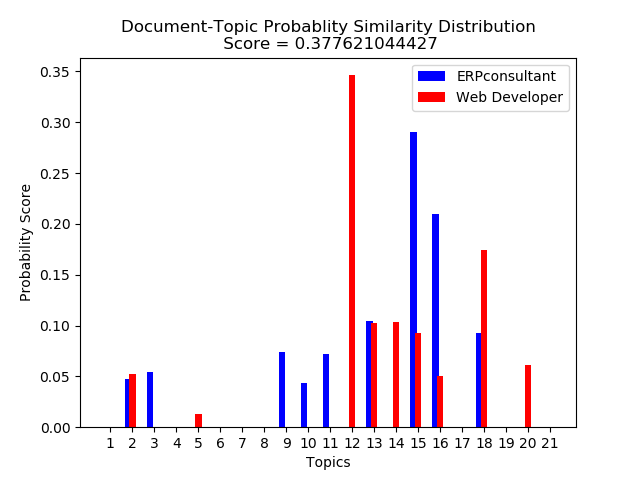 Document-Topic Probablity Similarity Distribution
Score = 0.377621044427
ERPconsultant
Web Developer
0.35
0.30
0.25
0.20
0.15
0.10
0.05
0.00
Probability Score
1 2 3 4 5 6 7 8 9 10 11 12 13 14 15 16 17 18 19 20 21
Topics